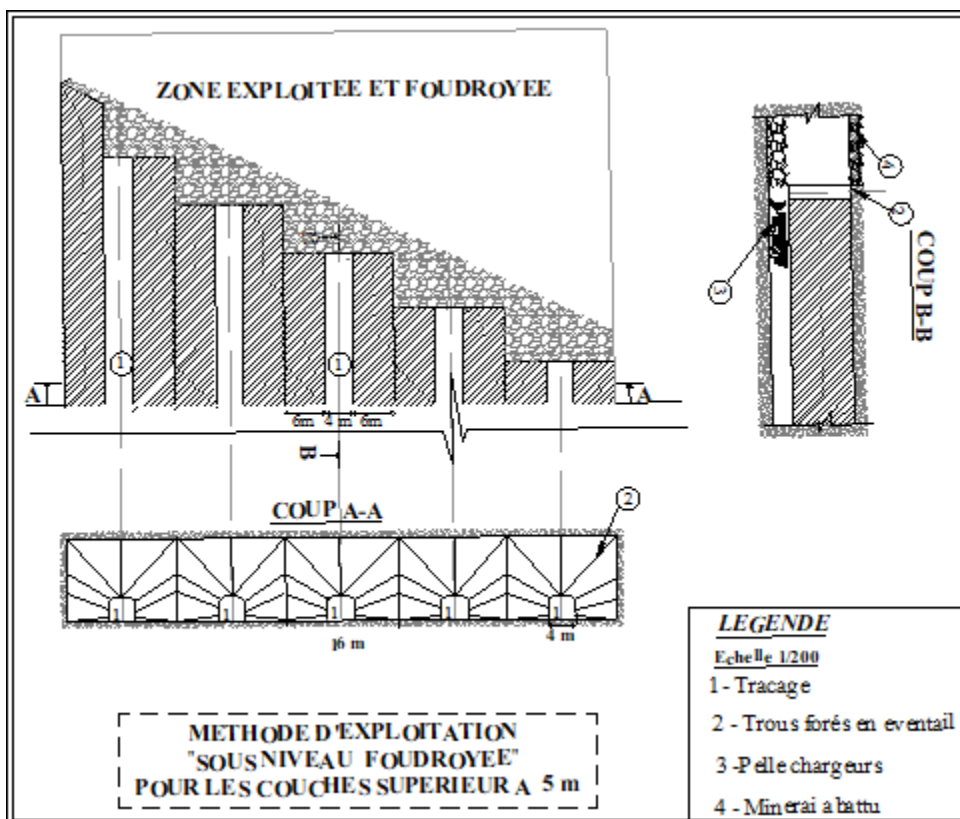 ZONE EXPLOITEE ET FOUDROYEE
4
2
3
COUP B-B
1
1
A
A
6m 4 m 6m
B
COUP A-A
2
1 1 1 1 1
16 m
4 m
METHODE D'EXPLOITATION
"SOUS NIVEAU FOUDROYEE"
POUR LES COUCHES SUPERIEUR A 5 m
LEGENDE
Echelle 1/200
1 - Tracage
2 - Trous forés en eventail
3 -Pelle chargeurs
4 - Minerai abattu